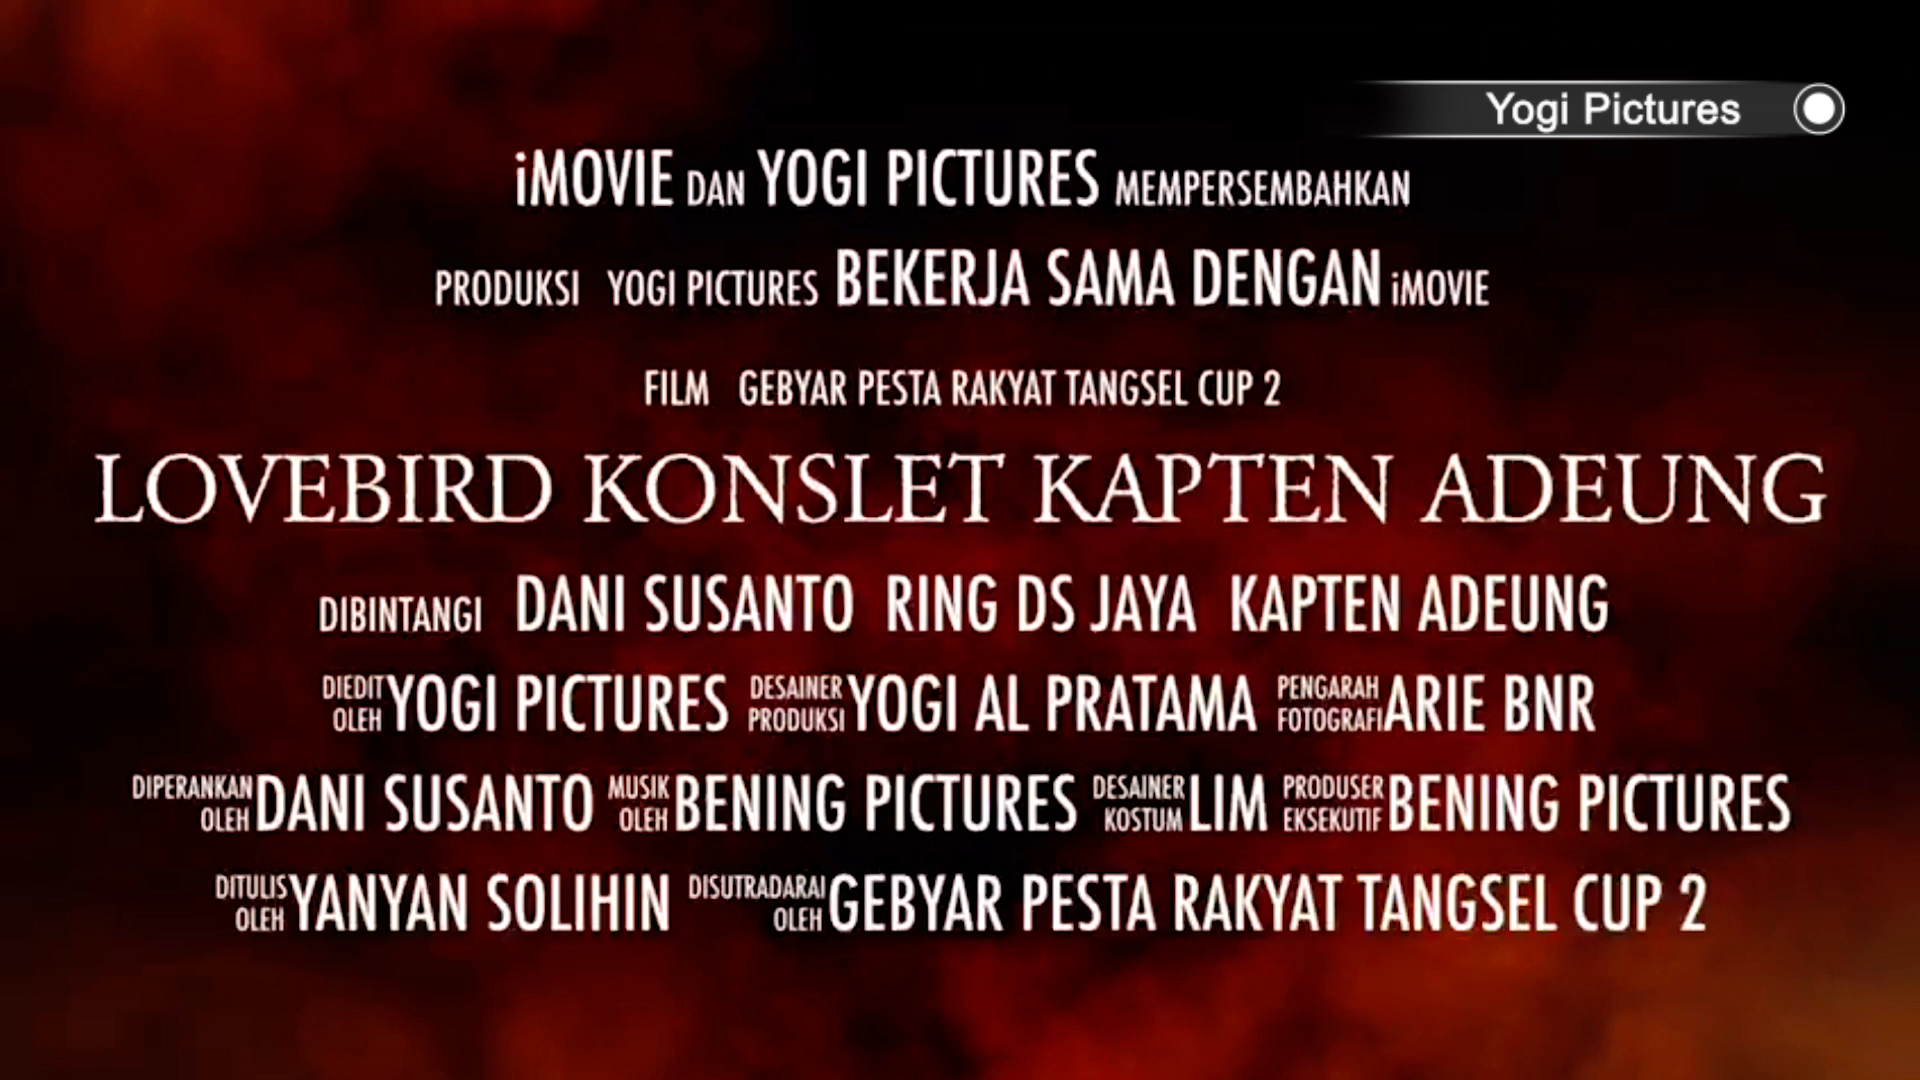 Yogi Pictures
iMOVIE DAN YOGI PICTURES MEMPERSEMBAHKAN
PRODUKSI YOGI PICTURES BEKERJA SAMA DENGAN iMOVIE
FILM GEBYAR PESTA RAKYAT TANGSEL CUP 2
LOVEBIRD KONSLET KAPTEN ADEUNG
DIBINTANGI DANI SUSANTO RING DS JAYA KAPTEN ADEUNG
DIEDIT OLEH YOGI PICTURES DESAINER PRODUKSI YOGI AL PRATAMA PENGARAH FOTOGRAFI ARIE BNR
DIPERANKAN OLEH DANI SUSANTO MUSIK OLEH BENING PICTURES DESAINER KOSTUM LIM PRODUSER EKSEKUTIF BENING PICTURES
DITULIS OLEH YANYAN SOLIHIN DISUTRADARAI OLEH GEBYAR PESTA RAKYAT TANGSEL CUP 2